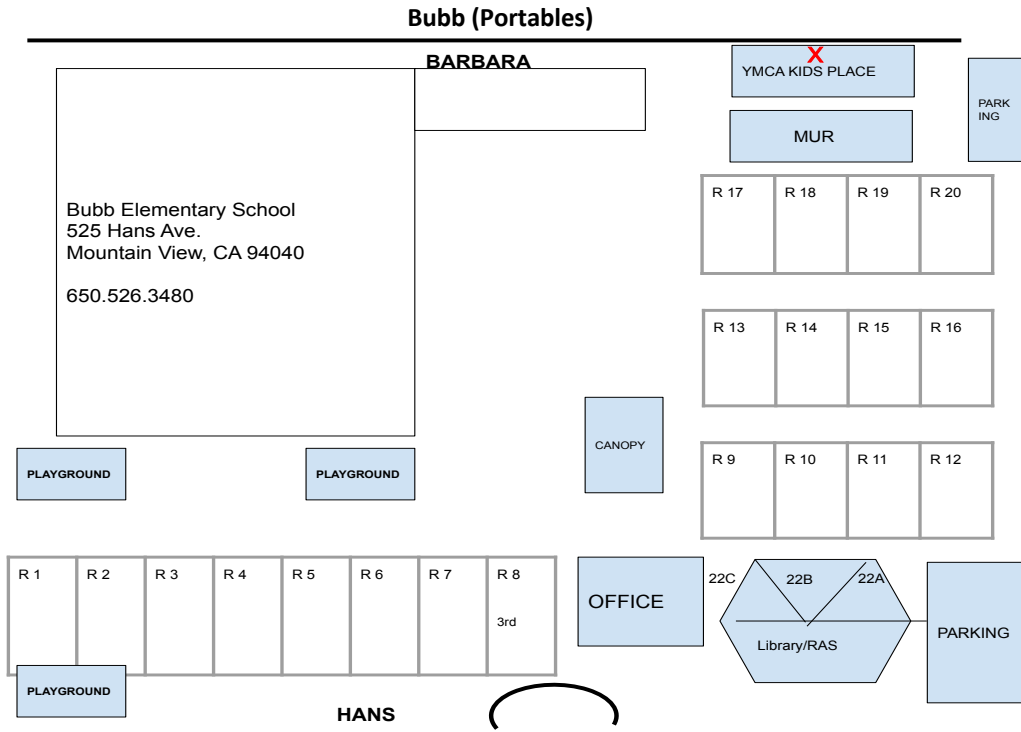 Bubb (Portables)
BARBARA
X
YMCA KIDS PLACE
PARK
ING
MUR
R 17
R 18
R 19
R 20
Bubb Elementary School
525 Hans Ave.
Mountain View, CA 94040
650.526.3480
R 13
R 14
R 15
R 16
CANOPY
R 9
R 10
R 11
R 12
PLAYGROUND
PLAYGROUND
R 1
R 2
R 3
R 4
R 5
R 6
R 7
R 8
3rd
OFFICE
22C
22B
22A
Library/RAS
PARKING
PLAYGROUND
HANS